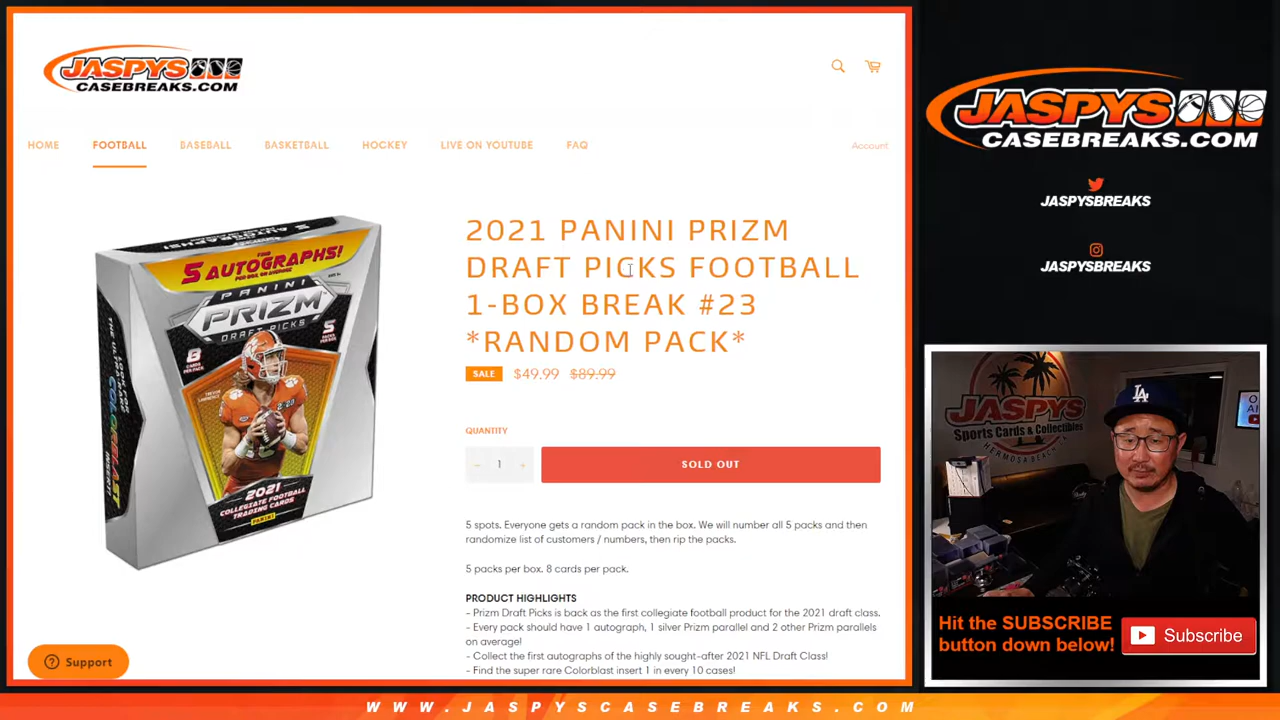 JASPYS
CASEBREAKS.COM
HOME
FOOTBALL
BASEBALL
BASKETBALL
HOCKEY
LIVE ON YOUTUBE
FAQ
Account
5 AUTOGRAPHS!
PANINI
PRIZM
DRAFT PICKS
8
5
2021
COLLEGIATE FOOTBALL
TRADING CARDS
PANINI
2021 PANINI PRIZM
DRAFT PICKS FOOTBALL
1-BOX BREAK #23
*RANDOM PACK*
SALE
$49.99
$89.99
QUANTITY
− 1 +
SOLD OUT
5 spots. Everyone gets a random pack in the box. We will number all 5 packs and then
randomize list of customers / numbers, then rip the packs.
5 packs per box. 8 cards per pack.
PRODUCT HIGHLIGHTS
- Prizm Draft Picks is back as the first collegiate football product for the 2021 draft class.
- Every pack should have 1 autograph, 1 silver Prizm parallel and 2 other Prizm parallels
on average!
- Collect the first autographs of the highly sought-after 2021 NFL Draft Class!
- Find the super rare Colorblast insert 1 in every 10 cases!
Support
JASPYS
CASEBREAKS.COM
JASPYSBREAKS
JASPYSBREAKS
JASPYS
Sports Cards & Collectibles
HERMOSA BEACH
LA
Hit the SUBSCRIBE
button down below!
Subscribe
WWW.JASPYSCASEBREAKS.COM